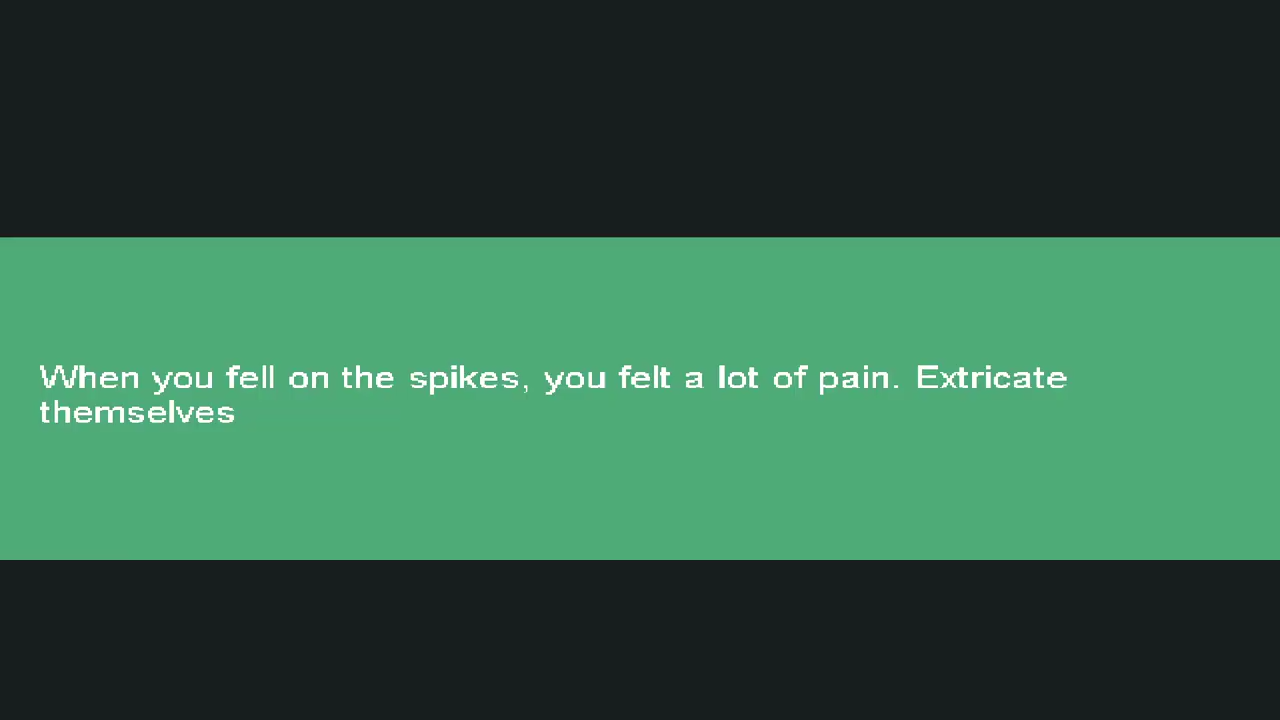 When you fell on the spikes, you felt a lot of pain. Extricate
themselves